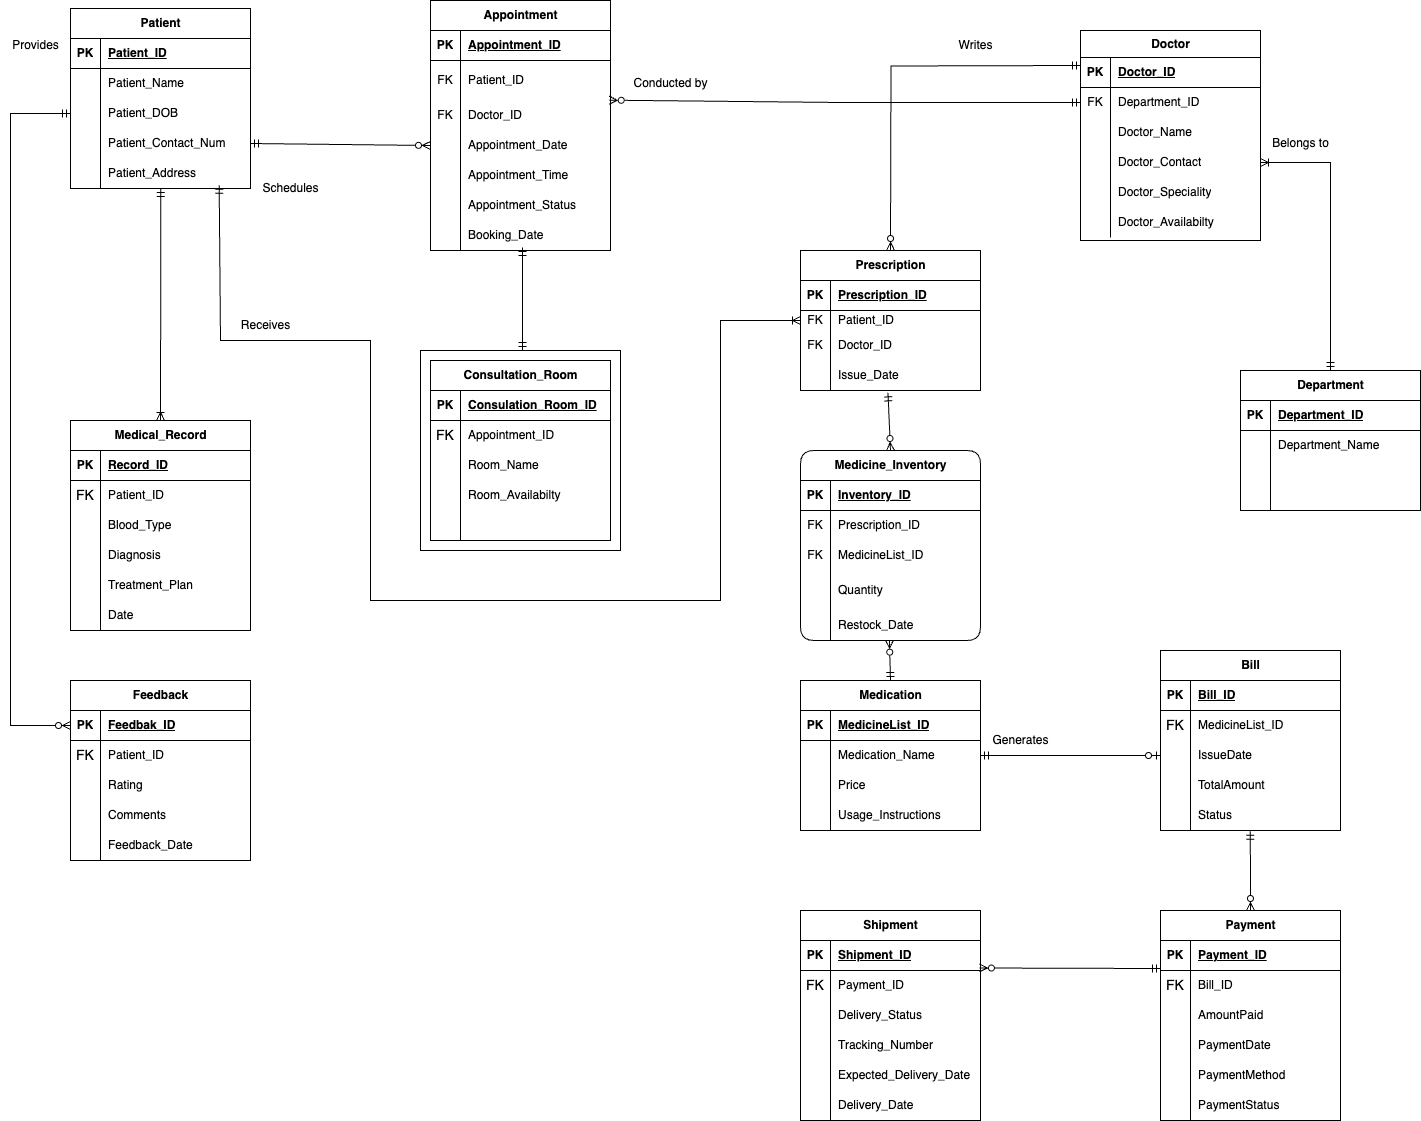 Provides
Patient
PK Patient_ID
Patient_Name
Patient_DOB
Patient_Contact_Num
Patient_Address
Schedules
Receives
Appointment
PK Appointment_ID
FK Patient_ID
FK Doctor_ID
Appointment_Date
Appointment_Time
Appointment_Status
Booking_Date
Conducted by
Writes
Doctor
PK Doctor_ID
FK Department_ID
Doctor_Name
Doctor_Contact
Doctor_Speciality
Doctor_Availabilty
Belongs to
Prescription
PK Prescription_ID
FK Patient_ID
FK Doctor_ID
Issue_Date
Consultation_Room
PK Consulation_Room_ID
FK Appointment_ID
Room_Name
Room_Availabilty
Department
PK Department_ID
Department_Name
Medical_Record
PK Record_ID
FK Patient_ID
Blood_Type
Diagnosis
Treatment_Plan
Date
Medicine_Inventory
PK Inventory_ID
FK Prescription_ID
FK MedicineList_ID
Quantity
Restock_Date
Feedback
PK Feedbak_ID
FK Patient_ID
Rating
Comments
Feedback_Date
Medication
PK MedicineList_ID
Medication_Name
Price
Usage_Instructions
Generates
Bill
PK Bill_ID
FK MedicineList_ID
IssueDate
TotalAmount
Status
Shipment
PK Shipment_ID
FK Payment_ID
Delivery_Status
Tracking_Number
Expected_Delivery_Date
Delivery_Date
Payment
PK Payment_ID
FK Bill_ID
AmountPaid
PaymentDate
PaymentMethod
PaymentStatus